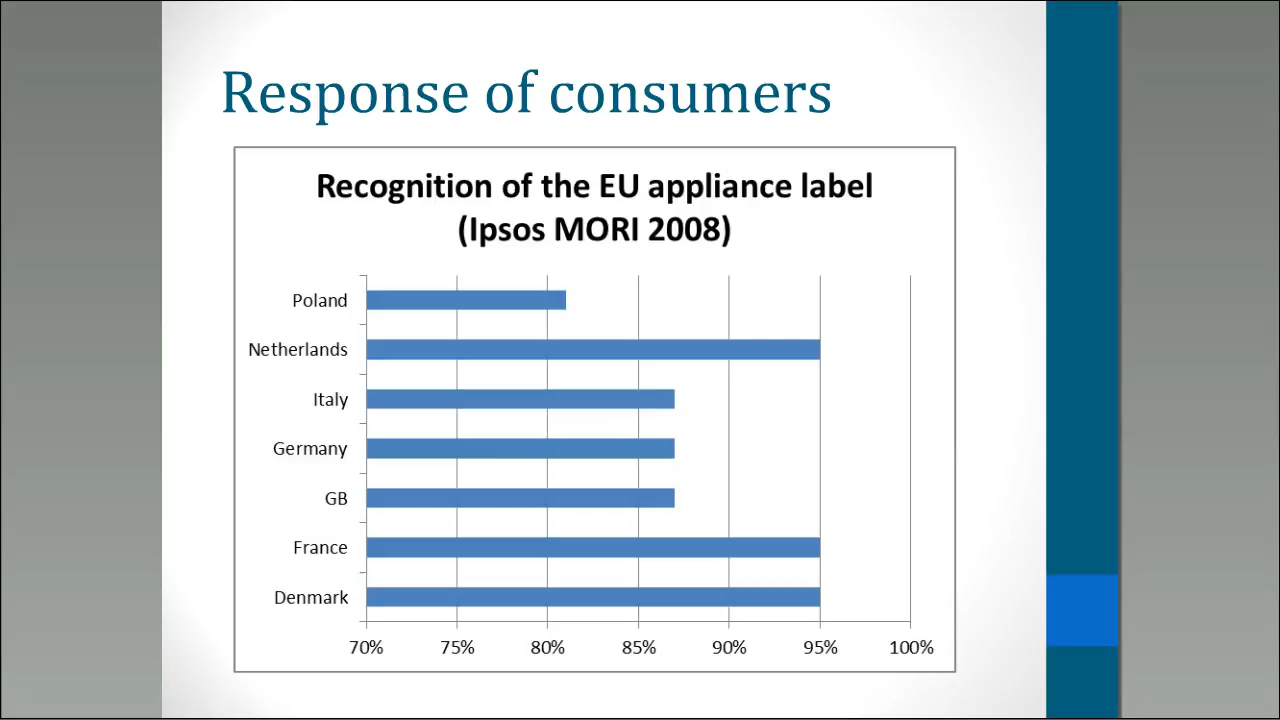 Response of consumers
Recognition of the EU appliance label
(Ipsos MORI 2008)
Poland
Netherlands
Italy
Germany
GB
France
Denmark
70% 75% 80% 85% 90% 95% 100%